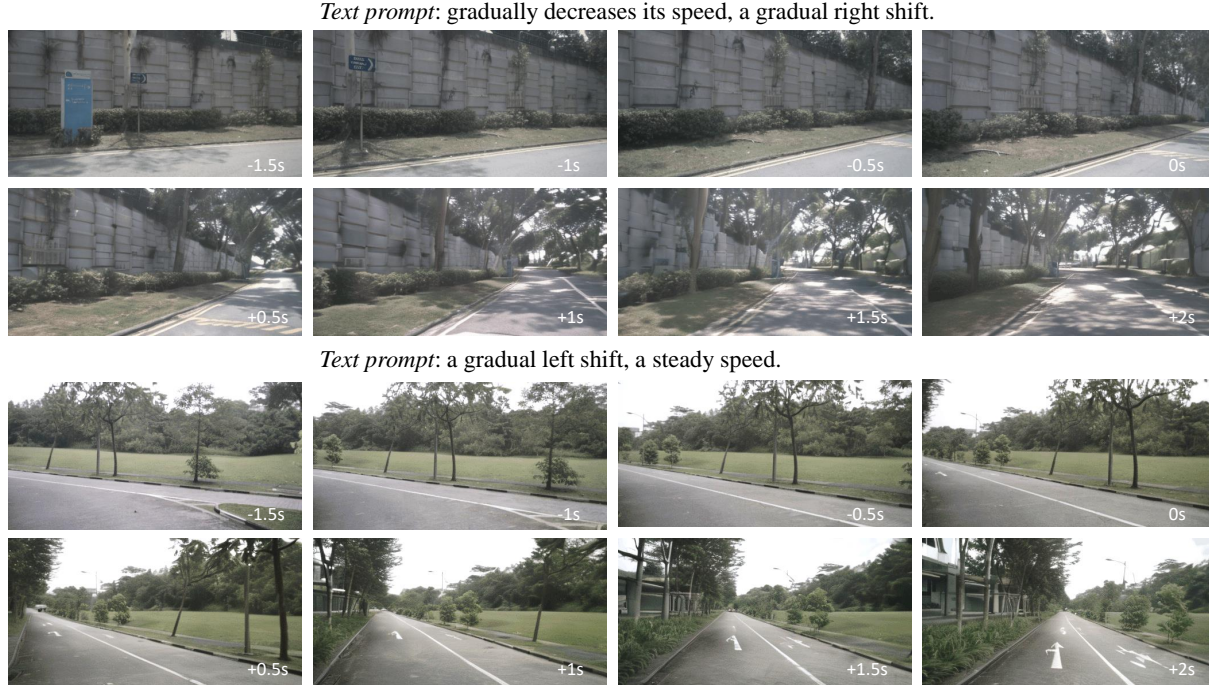 Text prompt: gradually decreases its speed, a gradual right shift.
-1.5s
-1s
-0.5s
0s
+0.5s
+1s
+1.5s
+2s
Text prompt: a gradual left shift, a steady speed.
-1.5s
-1s
-0.5s
0s
+0.5s
+1s
+1.5s
+2s